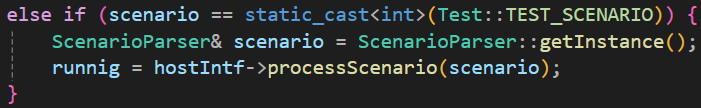 else if (scenario == static_cast<int>(Test::TEST_SCENARIO)) {
ScenarioParser& scenario = ScenarioParser::getInstance();
runnig = hostIntf->processScenario(scenario);
}